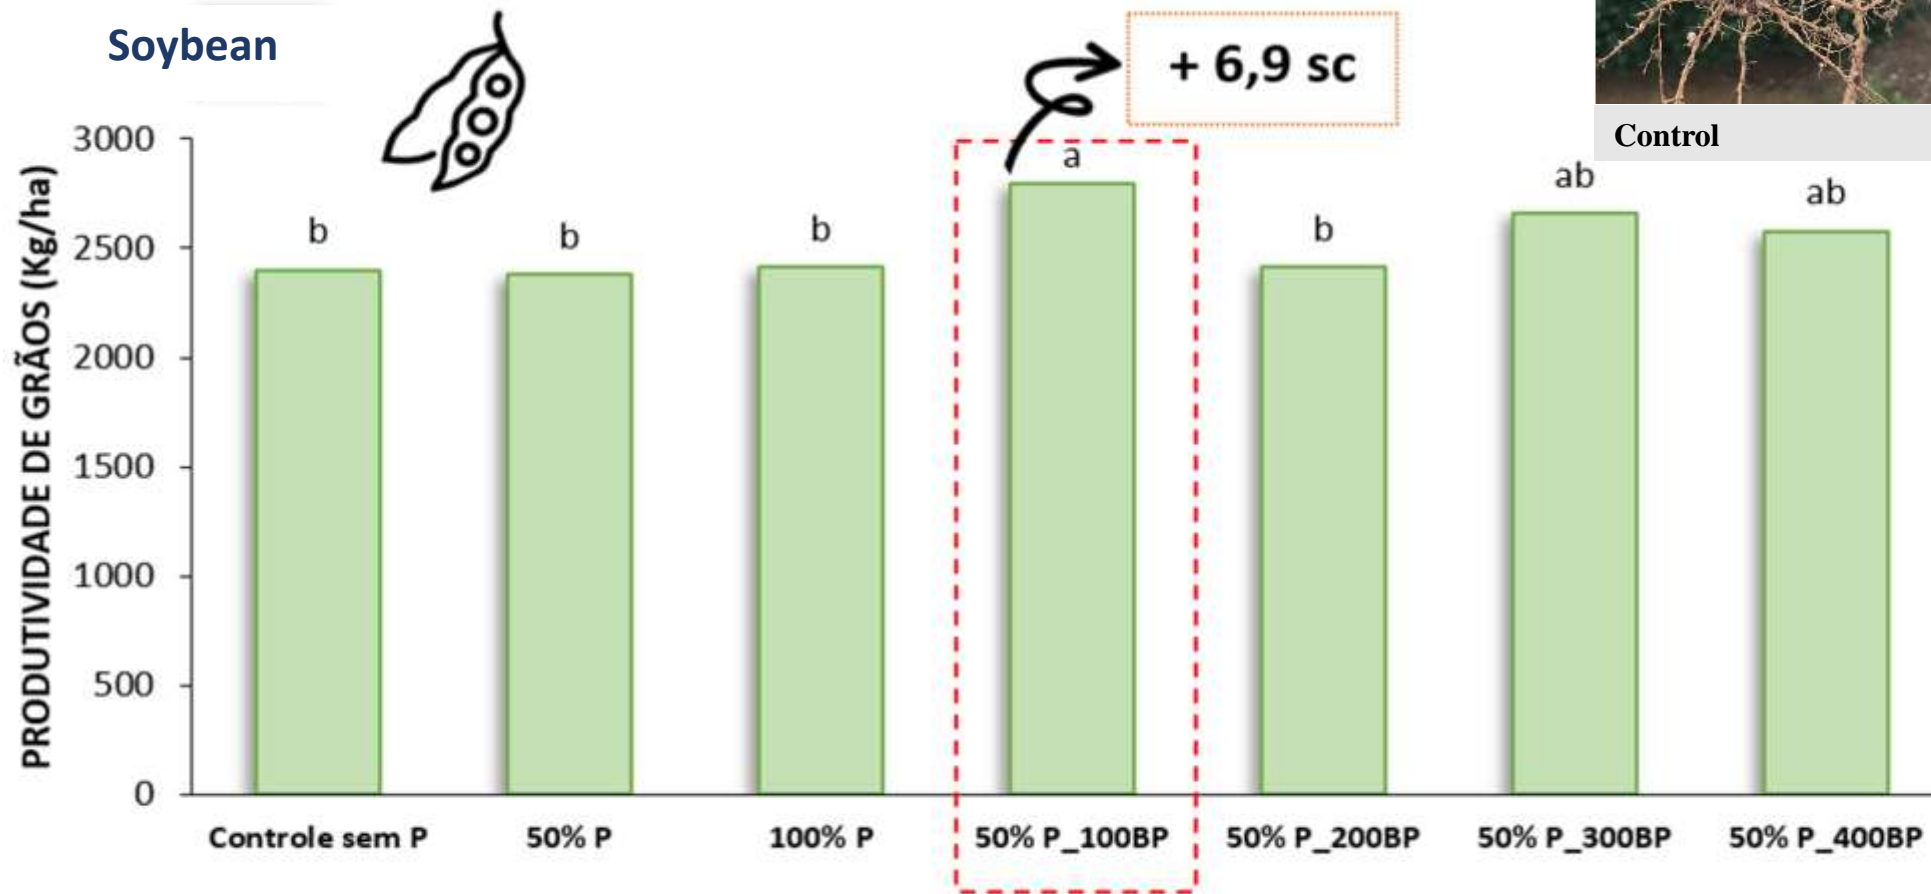 Soybean
+ 6,9 sc
Control
PRODUTIVIDADE DE GRÃOS (Kg/ha)
3000
2500
2000
1500
1000
500
0
b
b
b
a
b
ab
ab
Controle sem P
50% P
100% P
50% P_100BP
50% P_200BP
50% P_300BP
50% P_400BP